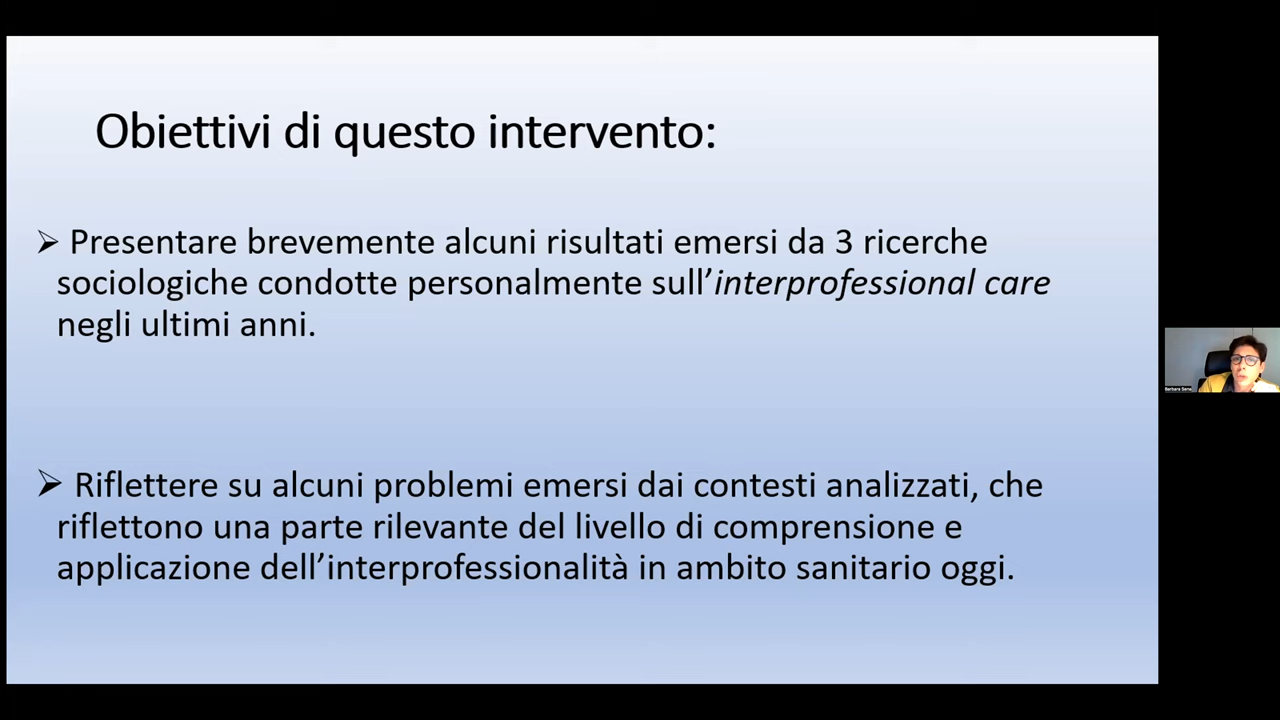 Obiettivi di questo intervento:
➢ Presentare brevemente alcuni risultati emersi da 3 ricerche
sociologiche condotte personalmente sull’interprofessional care
negli ultimi anni.
➢ Riflettere su alcuni problemi emersi dai contesti analizzati, che
riflettono una parte rilevante del livello di comprensione e
applicazione dell’interprofessionalità in ambito sanitario oggi.
Barbara Sena